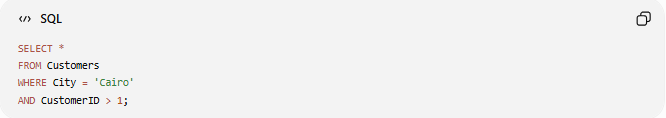 </> SQL
SELECT *
FROM Customers
WHERE City = 'Cairo'
AND CustomerID > 1;